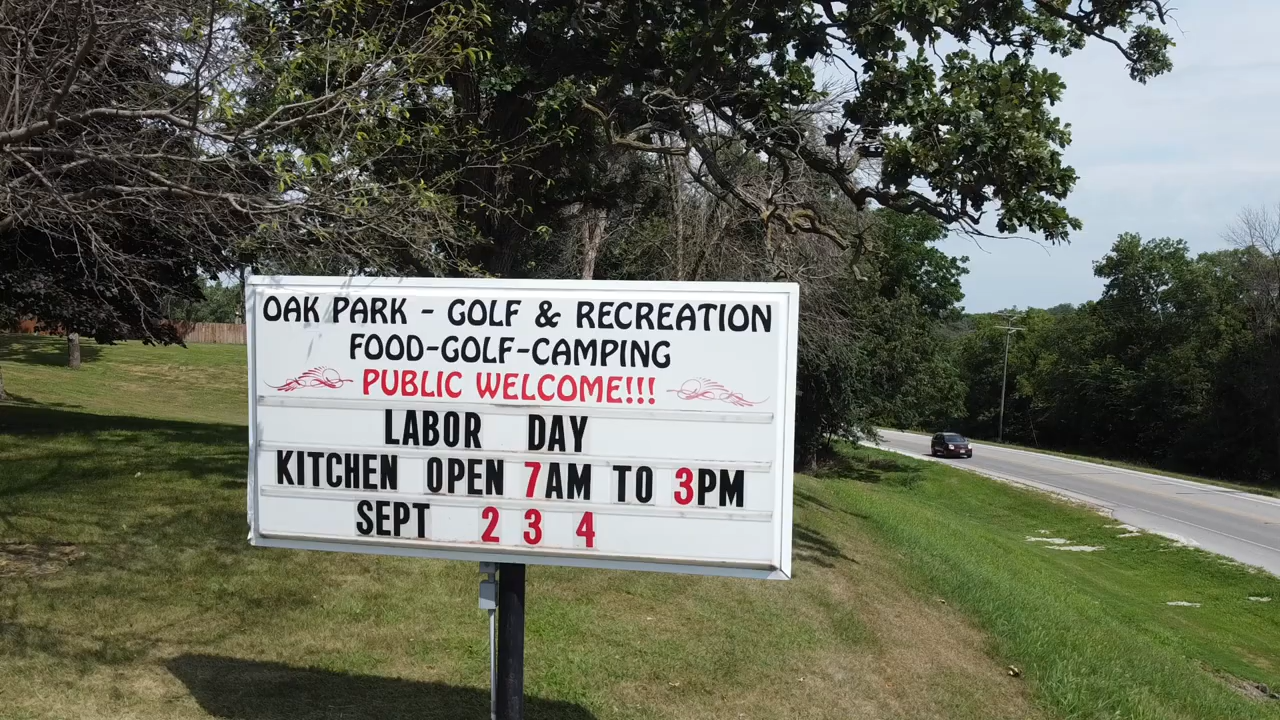 OAK PARK - GOLF & RECREATION
FOOD-GOLF-CAMPING
PUBLIC WELCOME!!!
LABOR DAY
KITCHEN OPEN 7AM TO 3PM
SEPT 2 3 4